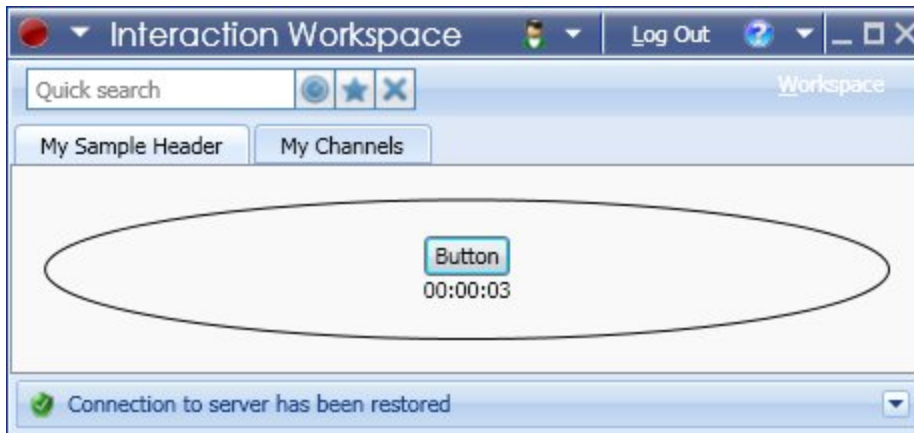 Interaction Workspace Log Out
Quick search Workspace
My Sample Header My Channels
Button
00:00:03
Connection to server has been restored